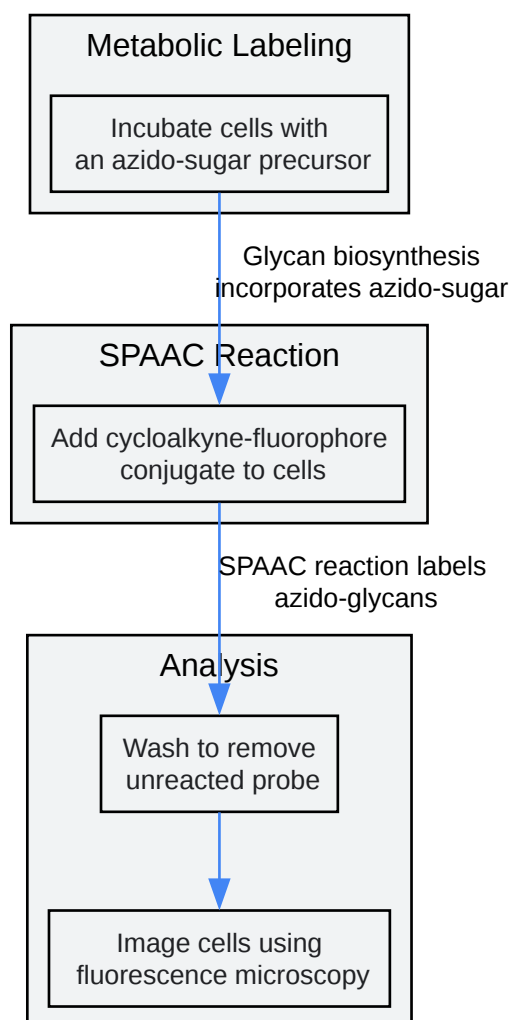 Metabolic Labeling
Incubate cells with
an azido-sugar precursor
Glycan biosynthesis
incorporates azido-sugar
SPAAC Reaction
Add cycloalkyne-fluorophore
conjugate to cells
SPAAC reaction labels
azido-glycans
Analysis
Wash to remove
unreacted probe
Image cells using
fluorescence microscopy